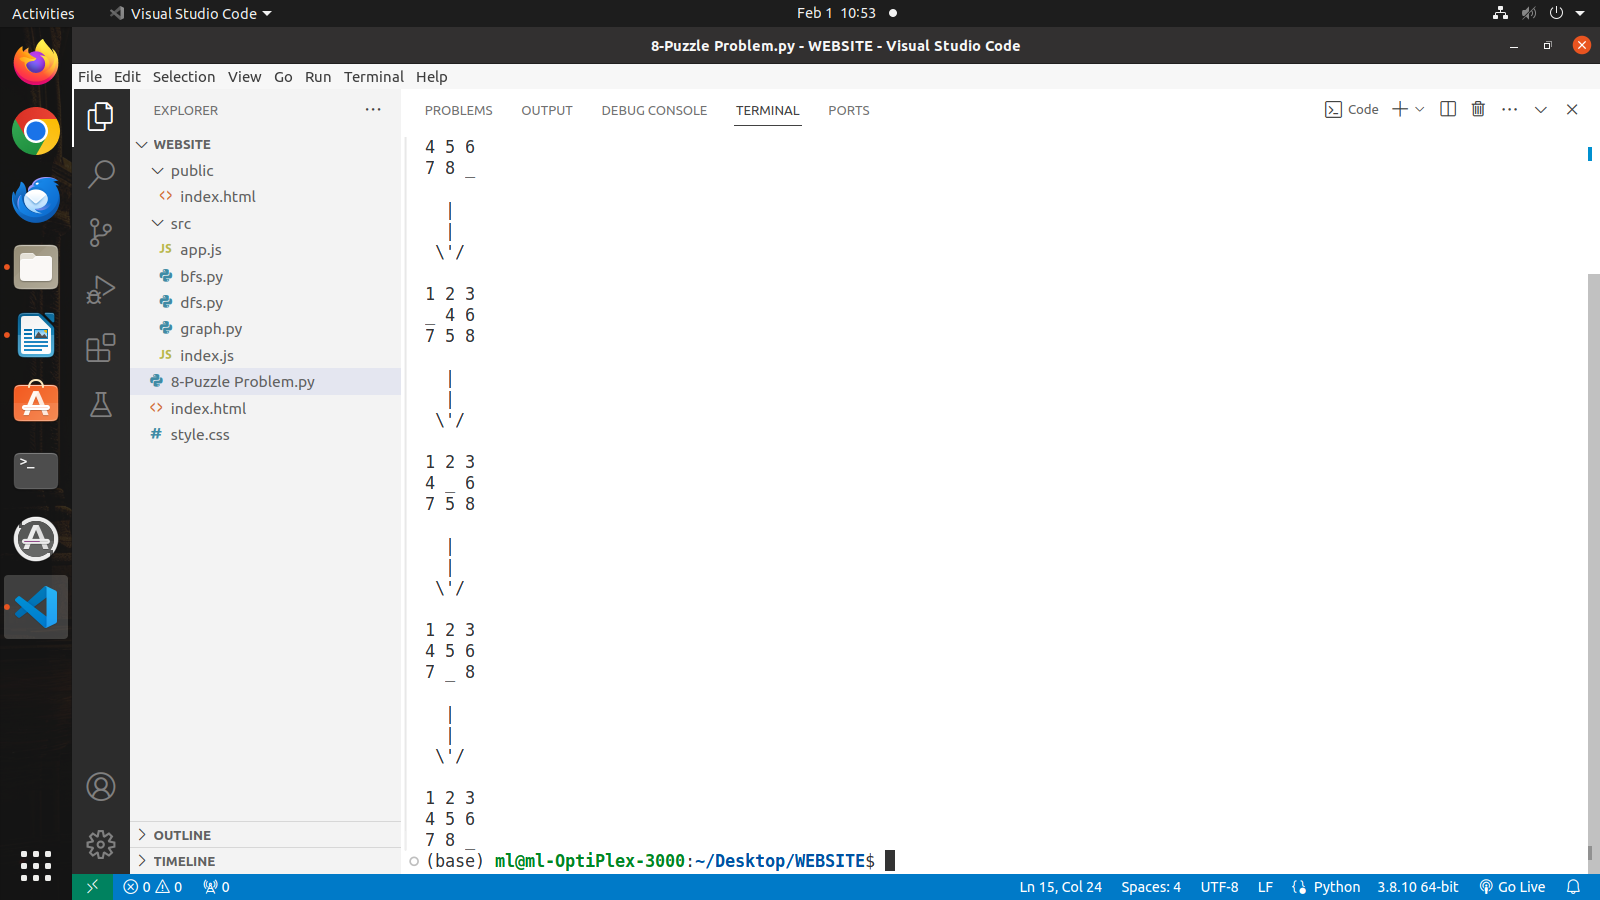 Activities
Visual Studio Code
Feb 1 10:53
8-Puzzle Problem.py - WEBSITE - Visual Studio Code
File Edit Selection View Go Run Terminal Help
EXPLORER
WEBSITE
public
index.html
src
JS app.js
bfs.py
dfs.py
graph.py
JS index.js
8-Puzzle Problem.py
index.html
# style.css
OUTLINE
TIMELINE
PROBLEMS OUTPUT DEBUG CONSOLE TERMINAL PORTS
Code
4 5 6
7 8 _
|
|
\'/
1 2 3
_ 4 6
7 5 8
|
|
\'/
1 2 3
4 _ 6
7 5 8
|
|
\'/
1 2 3
4 5 6
7 _ 8
|
|
\'/
1 2 3
4 5 6
7 8 _
(base) ml@ml-OptiPlex-3000:~/Desktop/WEBSITE$
0 0 0
Ln 15, Col 24 Spaces: 4 UTF-8 LF Python 3.8.10 64-bit Go Live